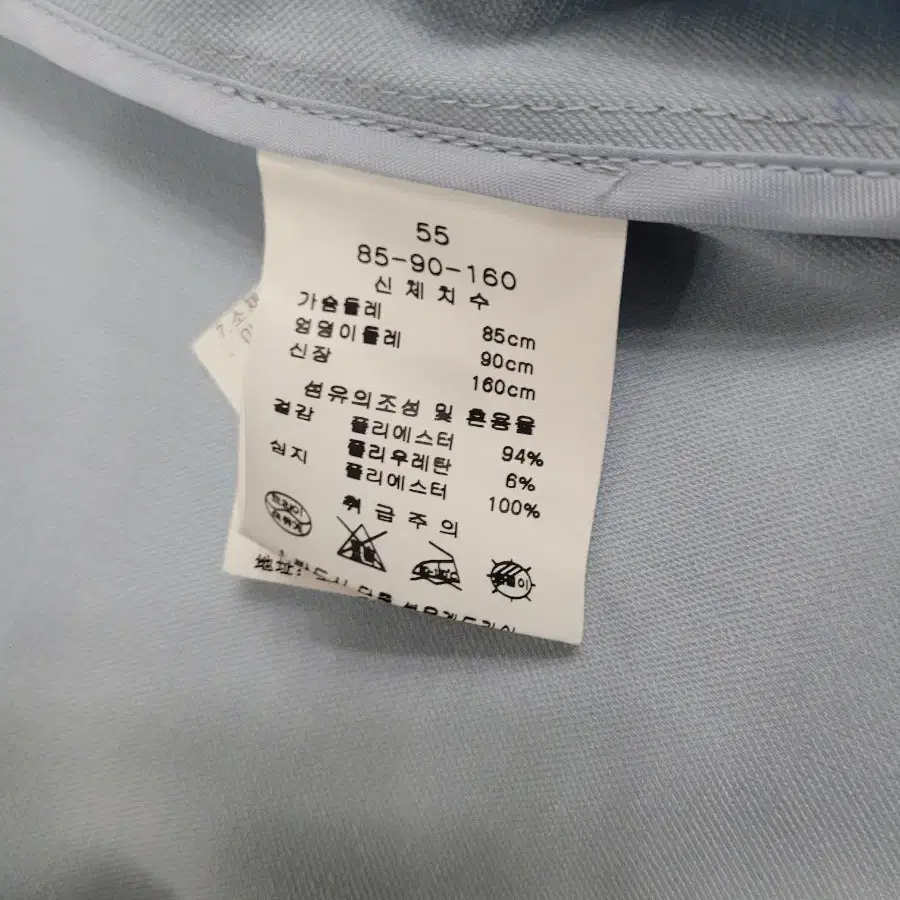 55
85-90-160
신체치수
가슴둘레 85cm
엉덩이둘레 90cm
신장 160cm
섬유의조성 및 혼용율
겉감 폴리에스터 94%
폴리우레탄 6%
심지 폴리에스터 100%
취급주의
드라이